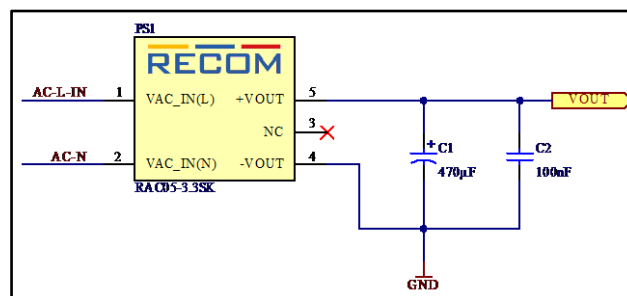 PS1
RECOM
AC-L-IN 1 VAC_IN(L) +VOUT 5 VOUT
NC 3
AC-N 2 VAC_IN(N) -VOUT 4
RAC05-3.3SK
+ C1
470µF
C2
100nF
GND